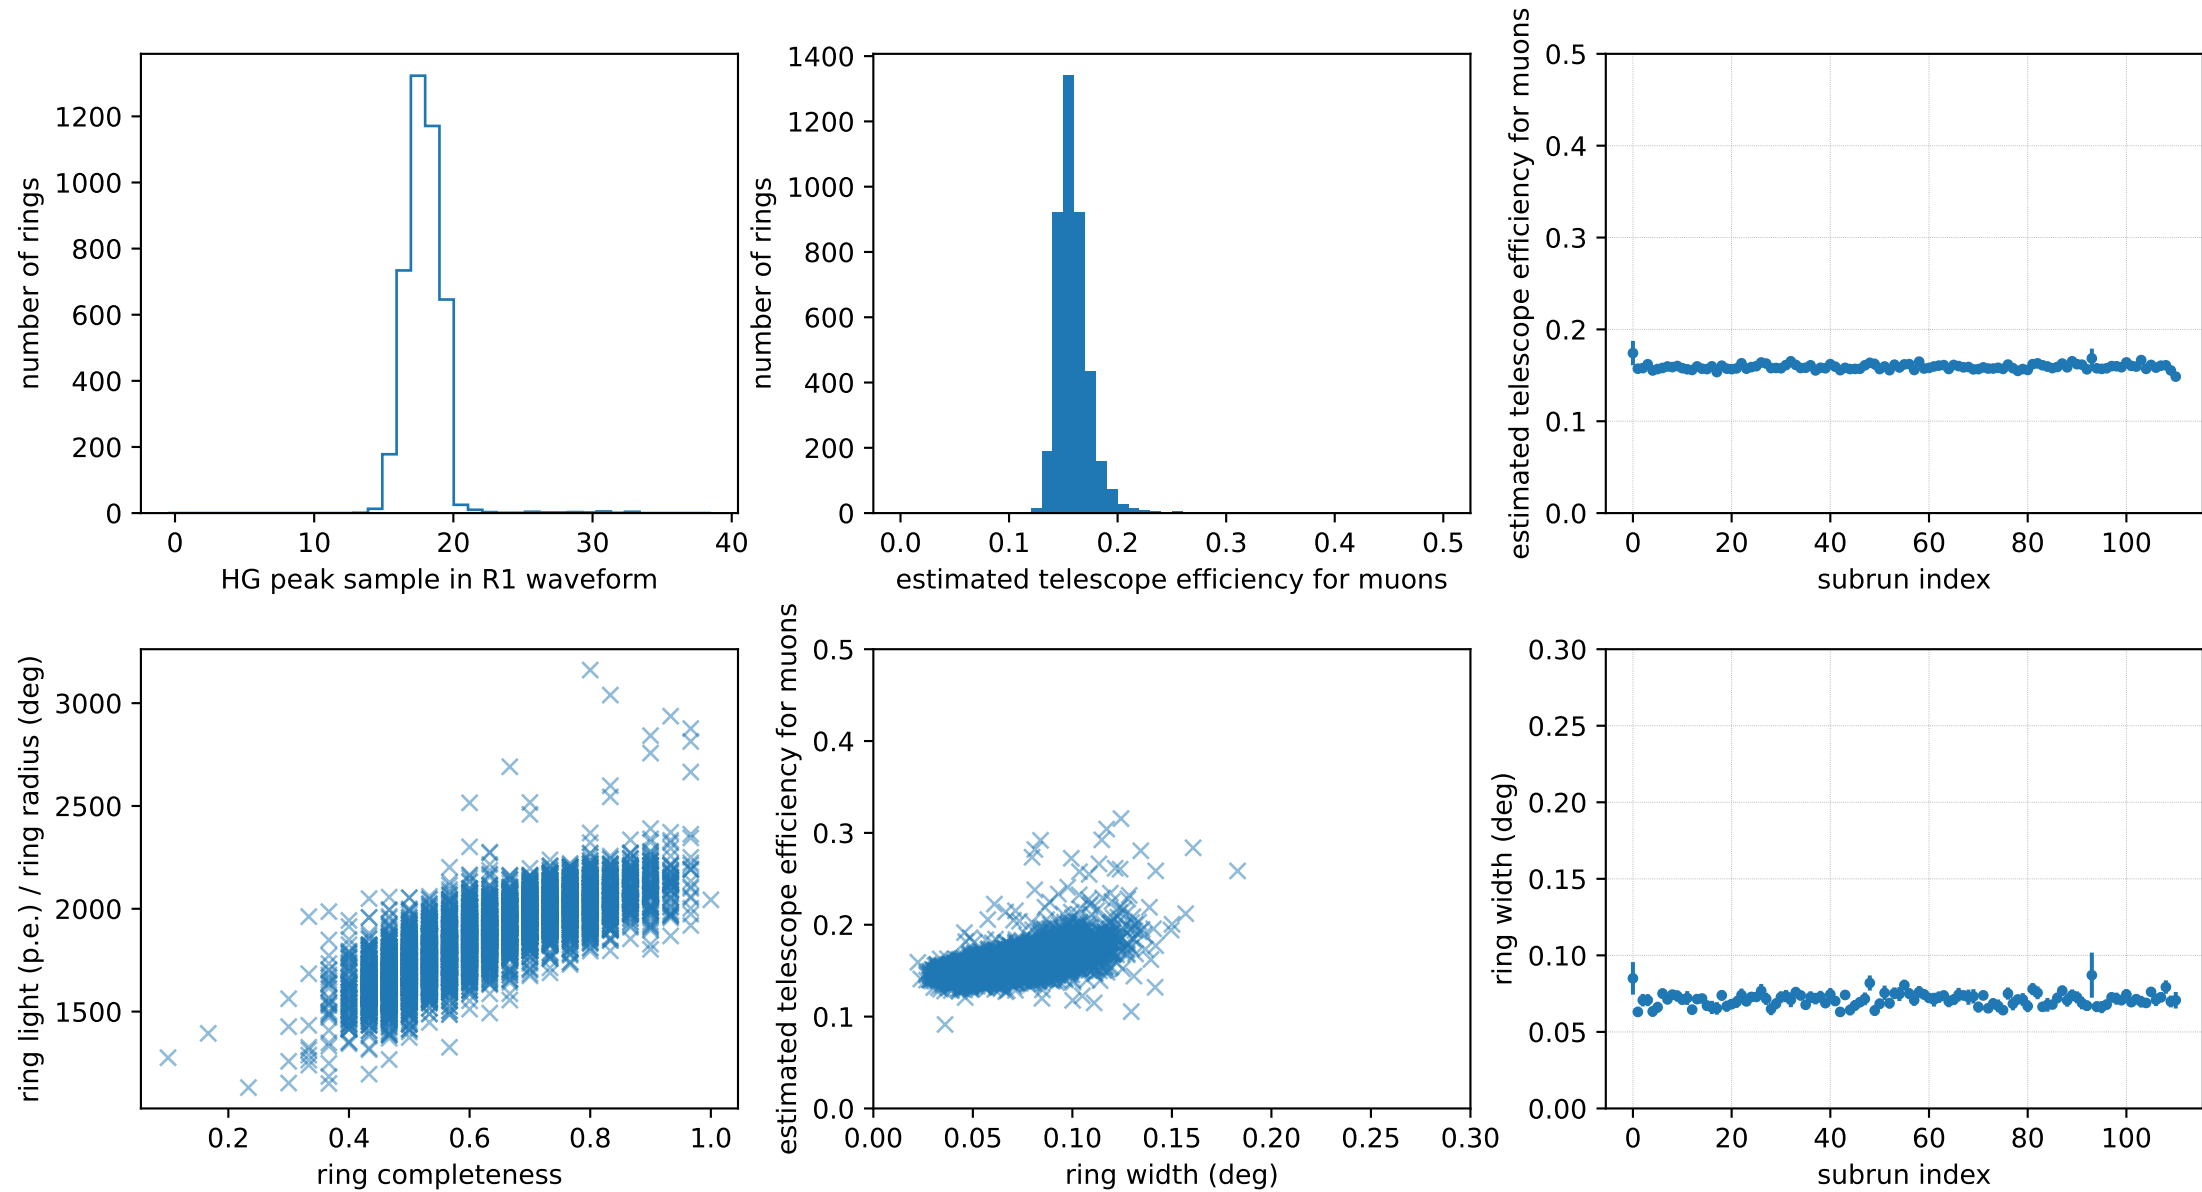 number of rings
1200
1000
800
600
400
200
0
0 10 20 30 40
HG peak sample in R1 waveform
number of rings
1400
1200
1000
800
600
400
200
0
0.0 0.1 0.2 0.3 0.4 0.5
estimated telescope efficiency for muons
estimated telescope efficiency for muons
0.5
0.4
0.3
0.2
0.1
0.0
0 20 40 60 80 100
subrun index
ring light (p.e.) / ring radius (deg)
3000
2500
2000
1500
0.2 0.4 0.6 0.8 1.0
ring completeness
estimated telescope efficiency for muons
0.5
0.4
0.3
0.2
0.1
0.0
0.00 0.05 0.10 0.15 0.20 0.25 0.30
ring width (deg)
ring width (deg)
0.30
0.25
0.20
0.15
0.10
0.05
0.00
0 20 40 60 80 100
subrun index